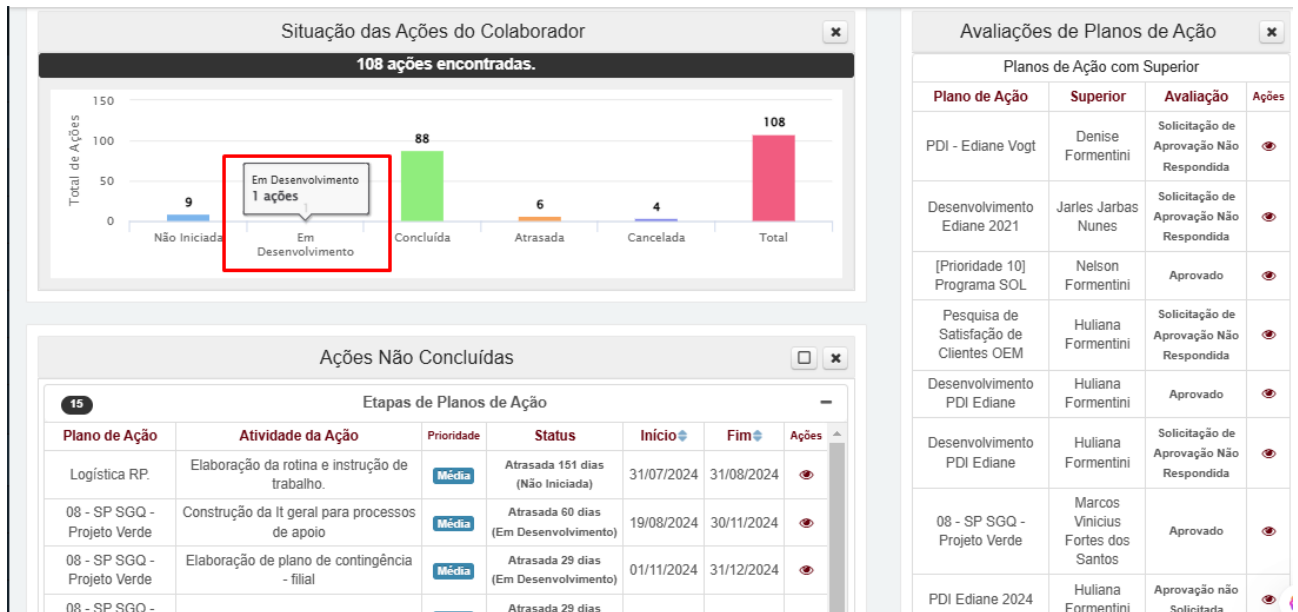 Situação das Ações do Colaborador
108 ações encontradas.
Total de Ações
150
100
50
0
9
Em Desenvolvimento
1 ações
1
88
6
4
108
Não Iniciada
Em
Desenvolvimento
Concluída
Atrasada
Cancelada
Total
Ações Não Concluídas
15 Etapas de Planos de Ação
Plano de Ação Atividade da Ação Prioridade Status Início Fim Ações
Logística RP. Elaboração da rotina e instrução de trabalho. Média Atrasada 151 dias (Não Iniciada) 31/07/2024 31/08/2024
08 - SP SGQ - Projeto Verde Construção da It geral para processos de apoio Média Atrasada 60 dias (Em Desenvolvimento) 19/08/2024 30/11/2024
08 - SP SGQ - Projeto Verde Elaboração de plano de contingência - filial Média Atrasada 29 dias (Em Desenvolvimento) 01/11/2024 31/12/2024
08 - SP SGQ - Atrasada 29 dias
Avaliações de Planos de Ação
Planos de Ação com Superior
Plano de Ação Superior Avaliação Ações
PDI - Ediane Vogt Denise Formentini Solicitação de Aprovação Não Respondida
Desenvolvimento Ediane 2021 Jarles Jarbas Nunes Solicitação de Aprovação Não Respondida
[Prioridade 10] Programa SOL Nelson Formentini Aprovado
Pesquisa de Satisfação de Clientes OEM Huliana Formentini Solicitação de Aprovação Não Respondida
Desenvolvimento PDI Ediane Huliana Formentini Aprovado
Desenvolvimento PDI Ediane Huliana Formentini Solicitação de Aprovação Não Respondida
08 - SP SGQ - Projeto Verde Marcos Vinicius Fortes dos Santos Aprovado
PDI Ediane 2024 Huliana Formentini Aprovação não Solicitada